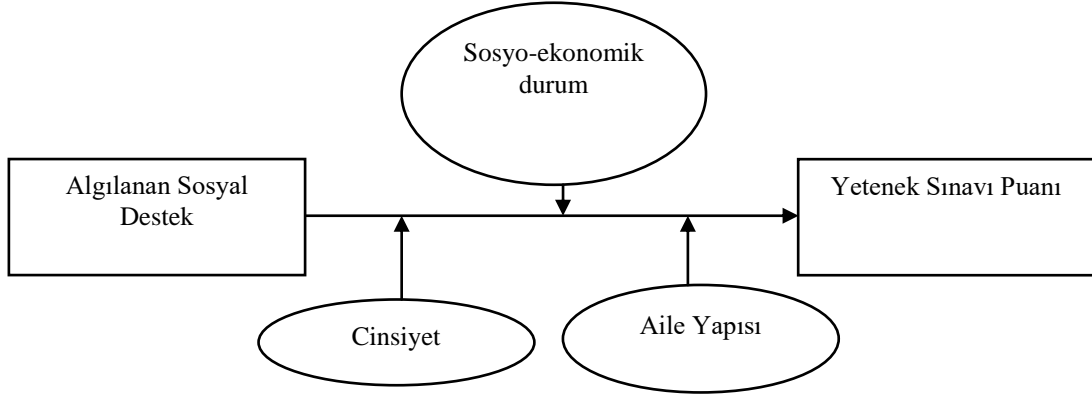 Sosyo-ekonomik
durum
Algılanan Sosyal
Destek
Yetenek Sınavı Puanı
Cinsiyet
Aile Yapısı